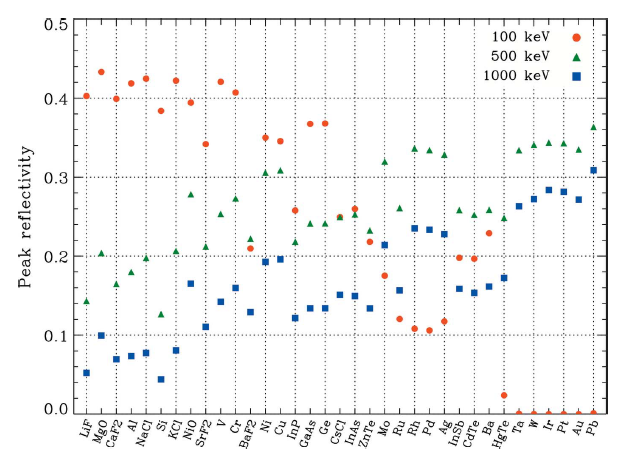 0.5
0.4
0.3
0.2
0.1
0.0
Peak reflectivity
100 keV
500 keV
1000 keV
LiF
MgO
CaF2
Al
NaCl
Si
KCl
NiO
SrF2
V
Cr
BaF2
Ni
Cu
InP
GaAs
Ge
CsCl
InAs
ZnTe
Mo
Ru
Rh
Pd
Ag
InSb
CdTe
Ba
HgTe
Ta
W
Ir
Pt
Au
Pb